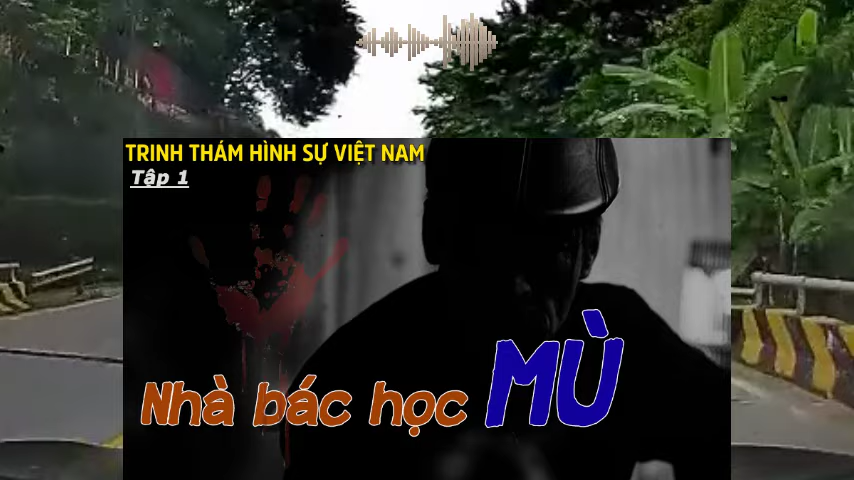 TRINH THÁM HÌNH SỰ VIỆT NAM
Tập 1
Nhà bác học MÙ